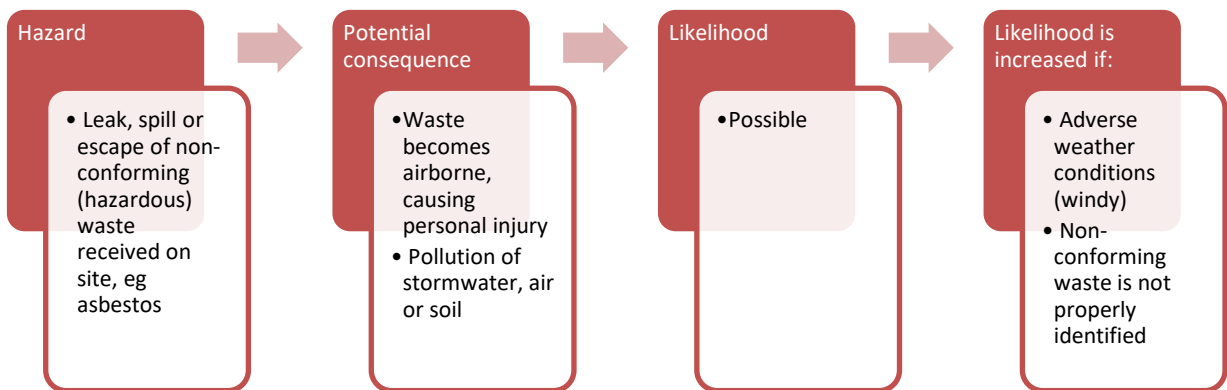 Hazard
• Leak, spill or
escape of non-
conforming
(hazardous)
waste
received on
site, eg
asbestos
Potential
consequence
•Waste
becomes
airborne,
causing
personal injury
• Pollution of
stormwater, air
or soil
Likelihood
•Possible
Likelihood is
increased if:
• Adverse
weather
conditions
(windy)
• Non-
conforming
waste is not
properly
identified